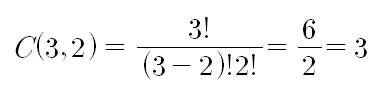 C(3,2) = 3! / (3 − 2)!2! = 6 / 2 = 3